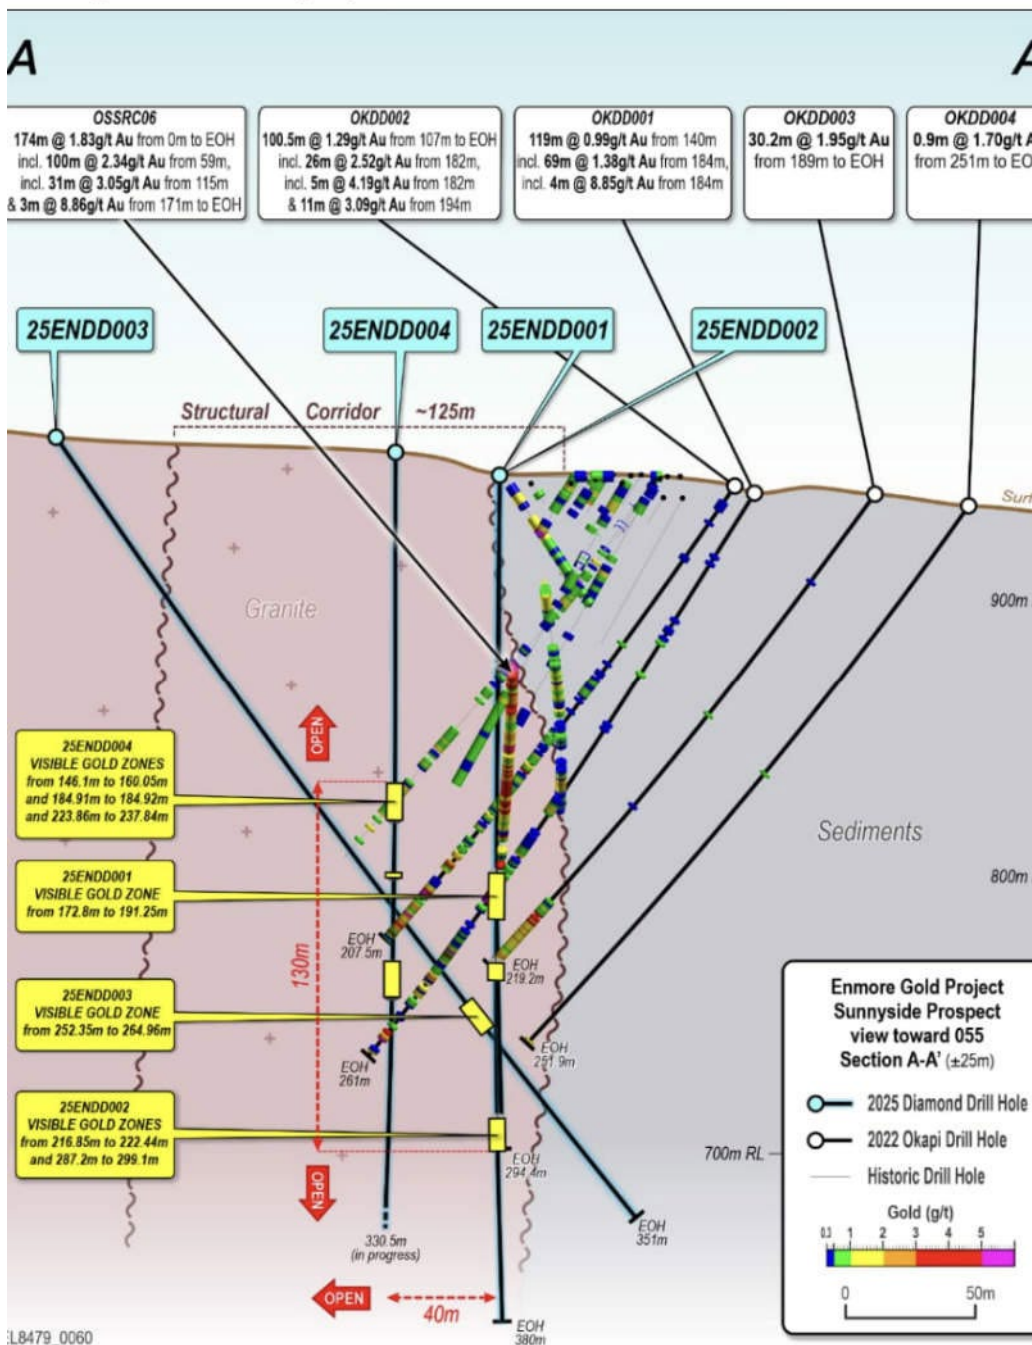 A
A
OSSRC06
174m @ 1.83g/t Au from 0m to EOH
incl. 100m @ 2.34g/t Au from 59m,
incl. 31m @ 3.05g/t Au from 115m
& 3m @ 8.86g/t Au from 171m to EOH
OKDD002
100.5m @ 1.29g/t Au from 107m to EOH
incl. 26m @ 2.52g/t Au from 182m,
incl. 5m @ 4.19g/t Au from 182m
& 11m @ 3.09g/t Au from 194m
OKDD001
119m @ 0.99g/t Au from 140m
incl. 69m @ 1.38g/t Au from 184m,
incl. 4m @ 8.85g/t Au from 184m
OKDD003
30.2m @ 1.95g/t Au
from 189m to EOH
OKDD004
0.9m @ 1.70g/t A
from 251m to EO
25ENDD003
25ENDD004
25ENDD001
25ENDD002
Structural Corridor ~125m
Surf
900m
Granite
OPEN
25ENDD004
VISIBLE GOLD ZONES
from 146.1m to 160.05m
and 184.91m to 184.92m
and 223.86m to 237.84m
Sediments
25ENDD001
VISIBLE GOLD ZONE
from 172.8m to 191.25m
800m
130m
EOH
207.5m
EOH
219.2m
25ENDD003
VISIBLE GOLD ZONE
from 252.35m to 264.96m
EOH
261m
EOH
251.9m
25ENDD002
VISIBLE GOLD ZONES
from 216.85m to 222.44m
and 287.2m to 299.1m
EOH
294.4m
700m RL
OPEN
330.5m
(in progress)
EOH
351m
OPEN
40m
EOH
380m
Enmore Gold Project
Sunnyside Prospect
view toward 055
Section A-A' (±25m)
2025 Diamond Drill Hole
2022 Okapi Drill Hole
Historic Drill Hole
Gold (g/t)
0.1 1 2 3 4 5
0 50m
EL8479_0060